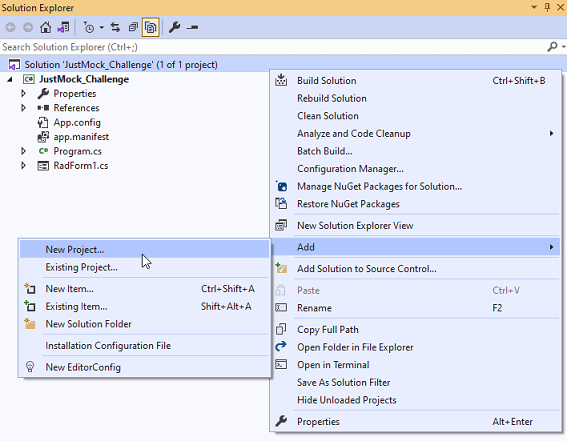 Solution Explorer
Search Solution Explorer (Ctrl+;)
Solution 'JustMock_Challenge' (1 of 1 project)
JustMock_Challenge
Properties
References
App.config
app.manifest
Program.cs
RadForm1.cs
Build Solution Ctrl+Shift+B
Rebuild Solution
Clean Solution
Analyze and Code Cleanup
Batch Build...
Configuration Manager...
Manage NuGet Packages for Solution...
Restore NuGet Packages
New Solution Explorer View
Add
Add Solution to Source Control...
Paste Ctrl+V
Rename F2
Copy Full Path
Open Folder in File Explorer
Open in Terminal
Save As Solution Filter
Hide Unloaded Projects
Properties Alt+Enter
New Project...
Existing Project...
New Item... Ctrl+Shift+A
Existing Item... Shift+Alt+A
New Solution Folder
Installation Configuration File
New EditorConfig